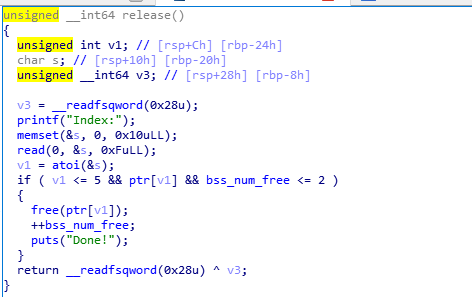 unsigned __int64 release()
{
  unsigned int v1; // [rsp+Ch] [rbp-24h]
  char s; // [rsp+10h] [rbp-20h]
  unsigned __int64 v3; // [rsp+28h] [rbp-8h]

  v3 = __readfsqword(0x28u);
  printf("Index:");
  memset(&s, 0, 0x10uLL);
  read(0, &s, 0xFuLL);
  v1 = atoi(&s);
  if ( v1 <= 5 && ptr[v1] && bss_num_free <= 2 )
  {
    free(ptr[v1]);
    ++bss_num_free;
    puts("Done!");
  }
  return __readfsqword(0x28u) ^ v3;
}